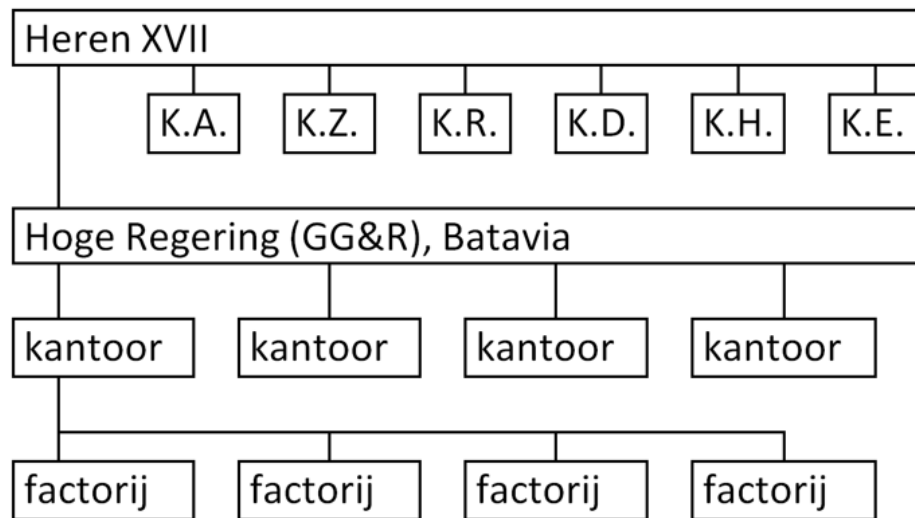 Heren XVII
K.A. K.Z. K.R. K.D. K.H. K.E.
Hoge Regering (GG&R), Batavia
kantoor kantoor kantoor kantoor
factorij factorij factorij factorij